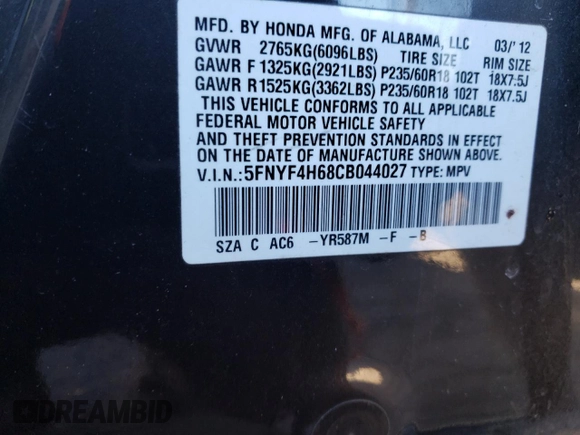 MFD. BY HONDA MFG. OF ALABAMA, LLC 03/'12
GVWR 2765KG(6096LBS) TIRE SIZE RIM SIZE
GAWR F 1325KG(2921LBS) P235/60R18 102T 18X7.5J
GAWR R 1525KG(3362LBS) P235/60R18 102T 18X7.5J
THIS VEHICLE CONFORMS TO ALL APPLICABLE
FEDERAL MOTOR VEHICLE SAFETY
AND THEFT PREVENTION STANDARDS IN EFFECT
ON THE DATE OF MANUFACTURE SHOWN ABOVE.
V.I.N.:5FNYF4H68CB044027 TYPE: MPV
SZA C AC6 -YR587M -F -B
DREAMBID